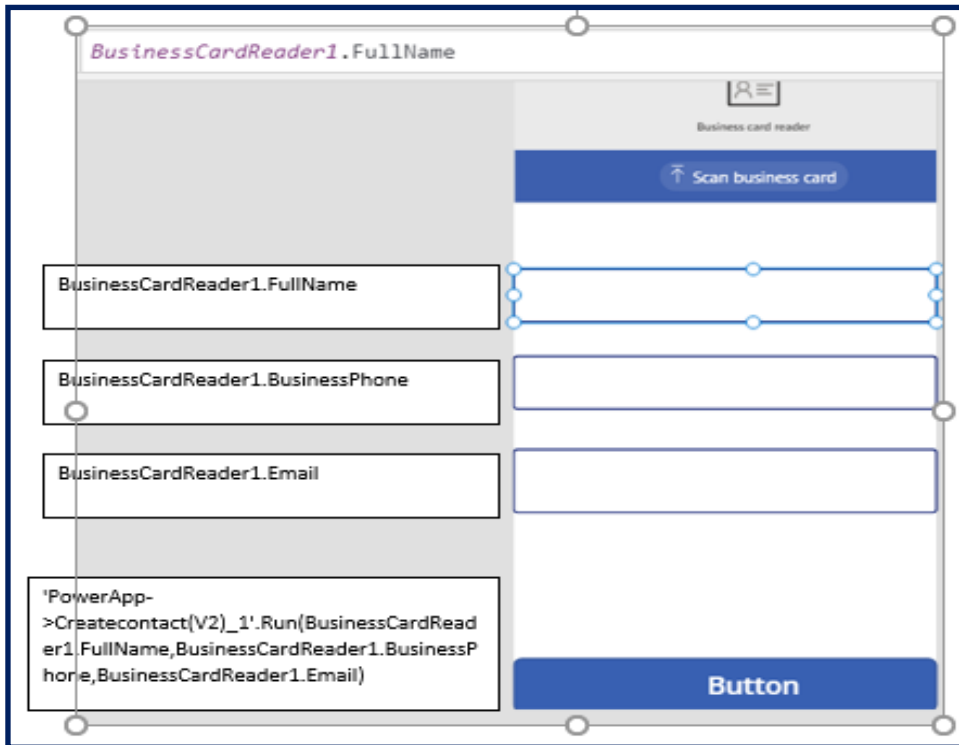 BusinessCardReader1.FullName
Business card reader
Scan business card
BusinessCardReader1.FullName
BusinessCardReader1.BusinessPhone
BusinessCardReader1.Email
'PowerApp-
>Createcontact(V2)_1'.Run(BusinessCardRead
er1.FullName,BusinessCardReader1.BusinessP
hone,BusinessCardReader1.Email)
Button